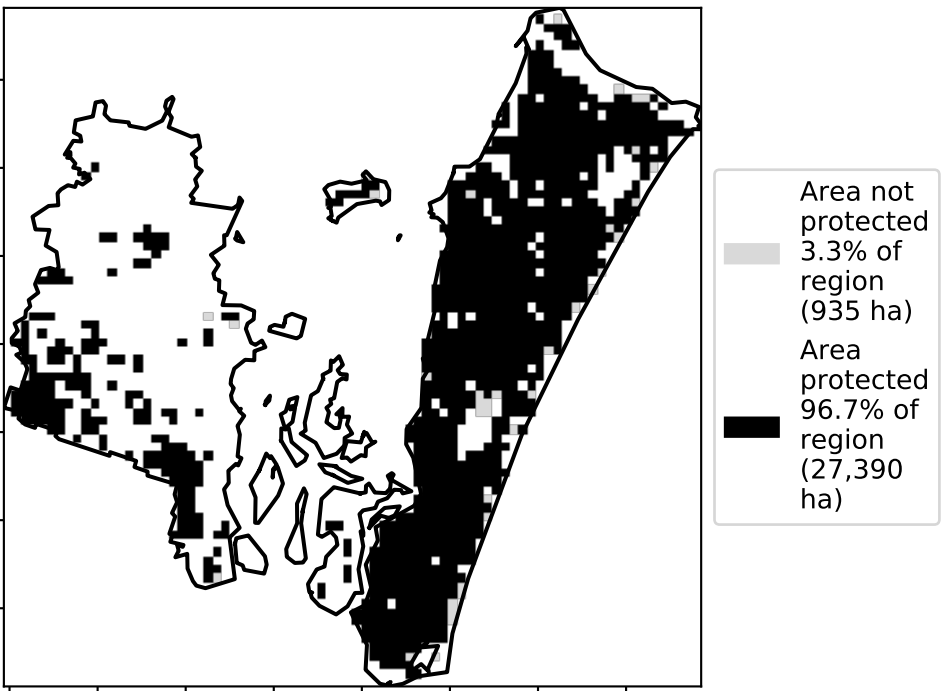 Area not
protected
3.3% of
region
(935 ha)
Area
protected
96.7% of
region
(27,390
ha)